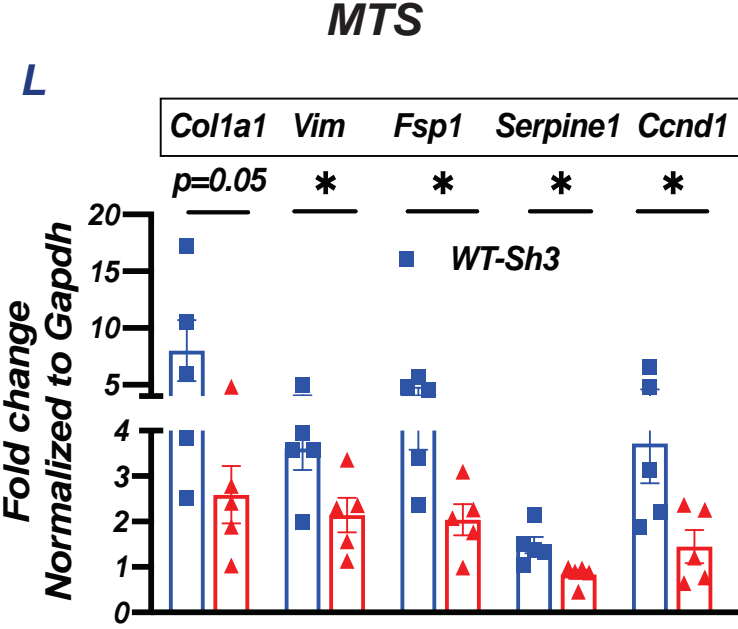 MTS
L
Col1a1 Vim Fsp1 Serpine1 Ccnd1
p=0.05 * * * *
WT-Sh3
Fold change
Normalized to Gapdh
20
15
10
5
4
3
2
1
0